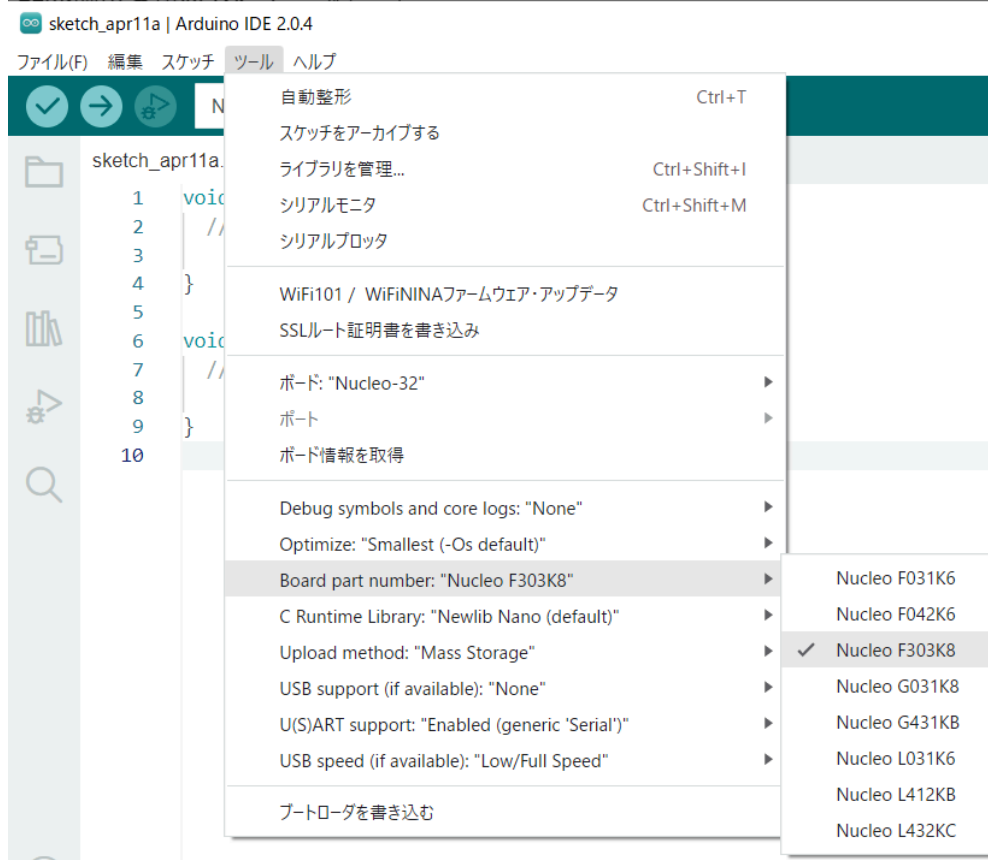 sketch_apr11a | Arduino IDE 2.0.4
ファイル(F) 編集 スケッチ ツール ヘルプ
N
sketch_apr11a.
自動整形 Ctrl+T
スケッチをアーカイブする
ライブラリを管理... Ctrl+Shift+I
シリアルモニタ Ctrl+Shift+M
シリアルプロッタ
WiFi101 / WiFiNINAファームウェア・アップデータ
SSLルート証明書を書き込み
ボード: "Nucleo-32"
ポート
ボード情報を取得
Debug symbols and core logs: "None"
Optimize: "Smallest (-Os default)"
Board part number: "Nucleo F303K8"
C Runtime Library: "Newlib Nano (default)"
Upload method: "Mass Storage"
USB support (if available): "None"
U(S)ART support: "Enabled (generic 'Serial')"
USB speed (if available): "Low/Full Speed"
ブートローダを書き込む
Nucleo F031K6
Nucleo F042K6
Nucleo F303K8
Nucleo G031K8
Nucleo G431KB
Nucleo L031K6
Nucleo L412KB
Nucleo L432KC
1
2 //
3
4 }
5
6
7 //
8
9 }
10